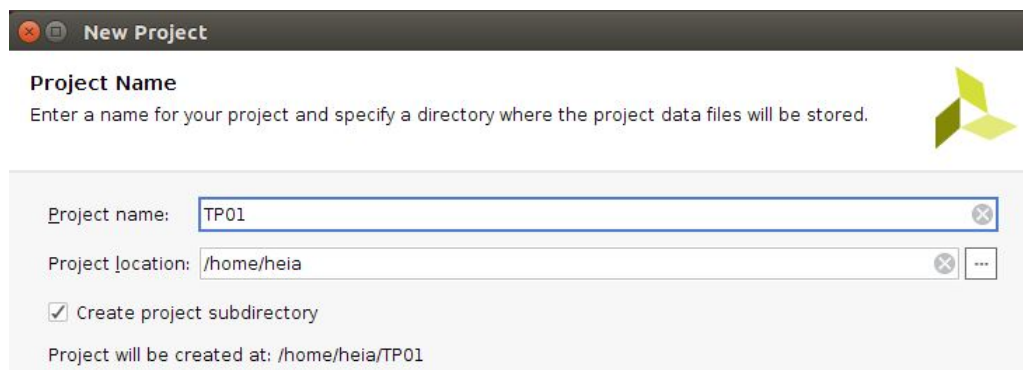 New Project
Project Name
Enter a name for your project and specify a directory where the project data files will be stored.
Project name: TP01
Project location: /home/heia ...
Create project subdirectory
Project will be created at: /home/heia/TP01